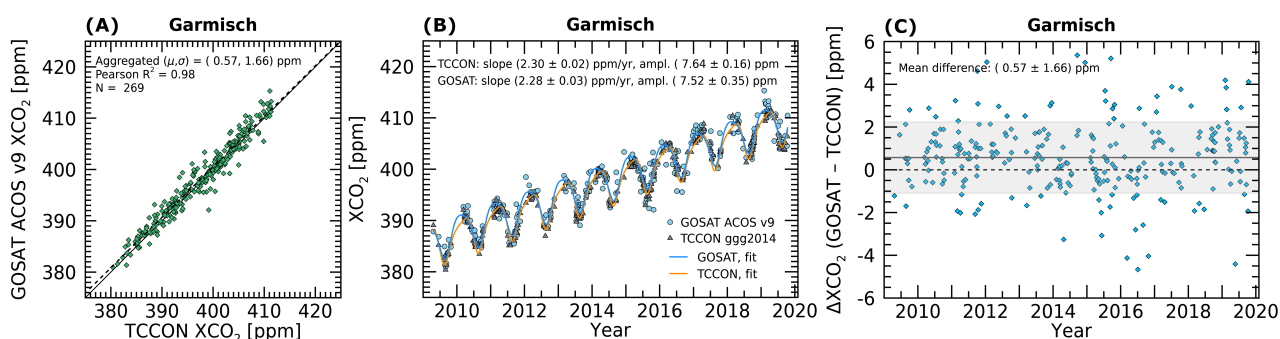 (A) Garmisch
Aggregated (μ,σ) = ( 0.57, 1.66) ppm
Pearson R² = 0.98
N = 269
GOSAT ACOS v9 XCO₂ [ppm]
420
410
400
390
380
380 390 400 410 420
TCCON XCO₂ [ppm]
(B) Garmisch
TCCON: slope (2.30 ± 0.02) ppm/yr, ampl. ( 7.64 ± 0.16) ppm
GOSAT: slope (2.28 ± 0.03) ppm/yr, ampl. ( 7.52 ± 0.35) ppm
XCO₂ [ppm]
420
410
400
390
380
GOSAT ACOS v9
TCCON ggg2014
GOSAT, fit
TCCON, fit
2010 2012 2014 2016 2018 2020
Year
(C) Garmisch
Mean difference: ( 0.57 ± 1.66) ppm
ΔXCO₂ (GOSAT – TCCON) [ppm]
6
4
2
0
-2
-4
-6
2010 2012 2014 2016 2018 2020
Year